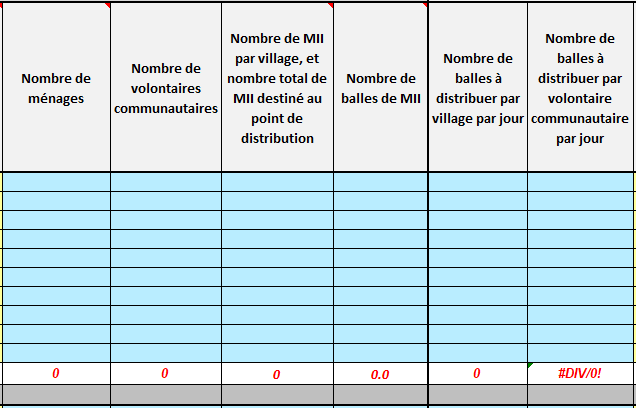 Nombre de
ménages
Nombre de
volontaires
communautaires
Nombre de MII
par village, et
nombre total de
MII destiné au
point de
distribution
Nombre de
balles de MII
Nombre de
balles à
distribuer par
village par jour
Nombre de
balles à
distribuer par
volontaire
communautaire
par jour
0
0
0
0.0
0
#DIV/0!